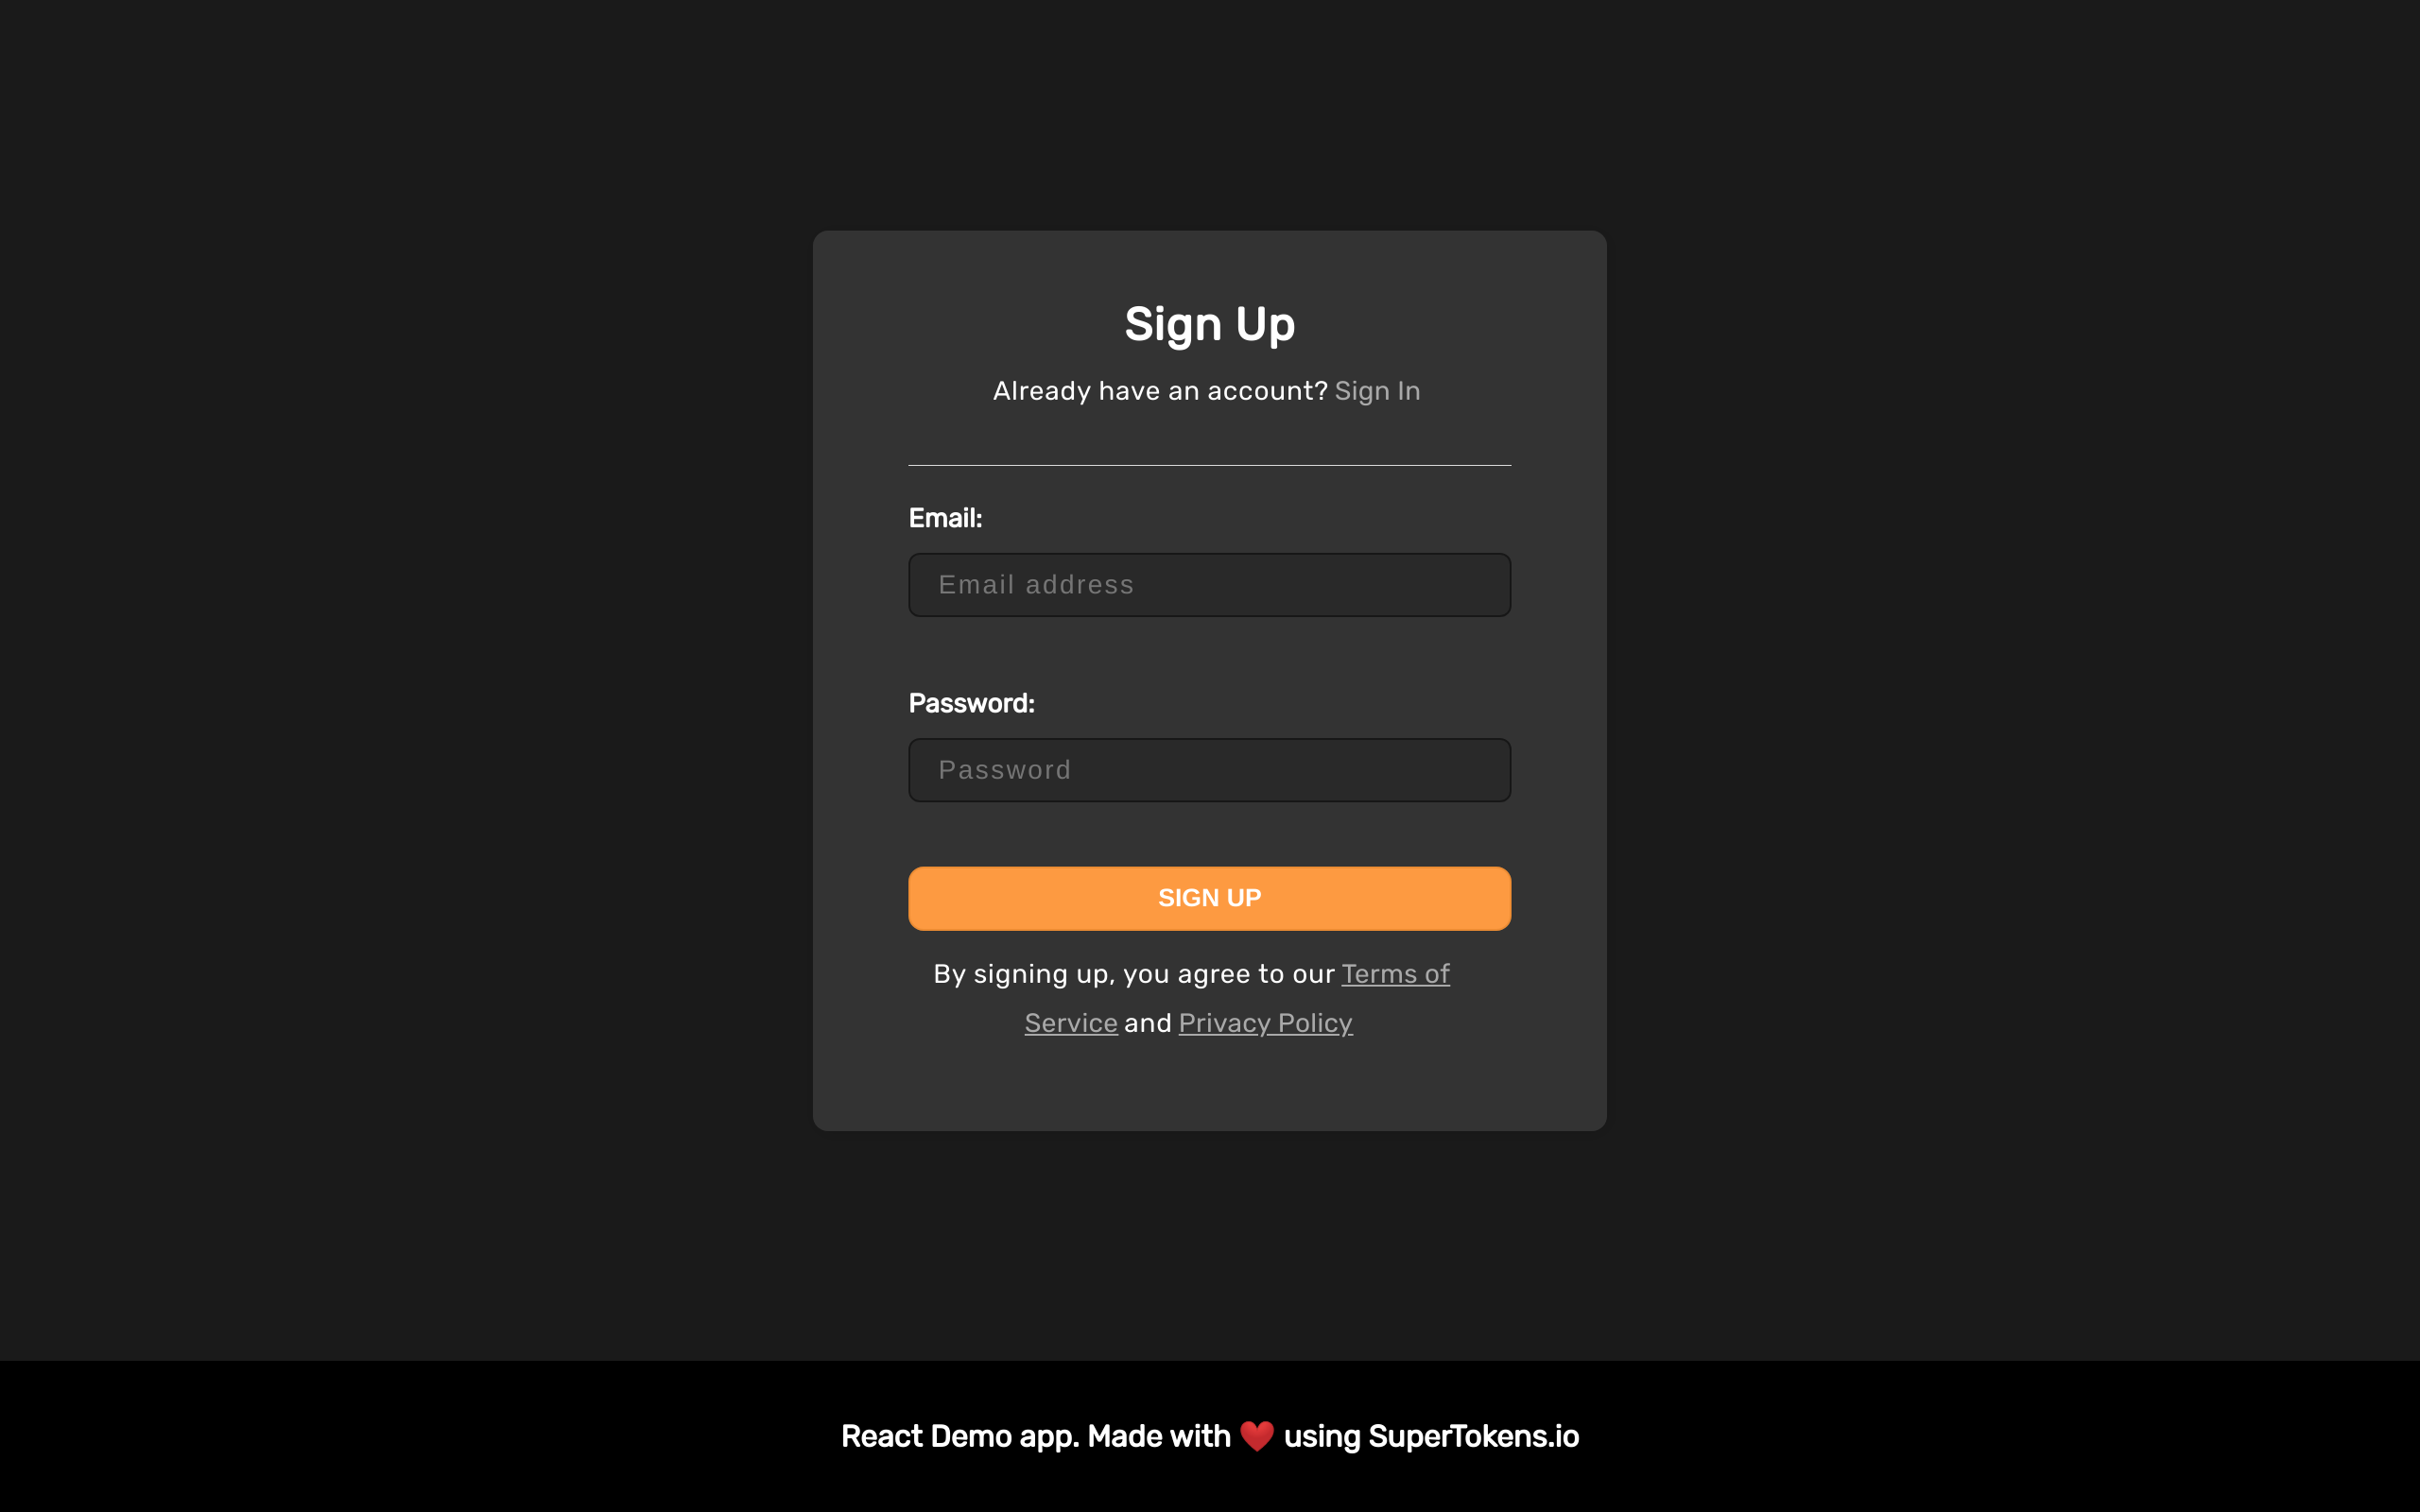 Sign Up
Already have an account? Sign In
Email:
Email address
Password:
Password
SIGN UP
By signing up, you agree to our Terms of
Service and Privacy Policy
React Demo app. Made with ❤️ using SuperTokens.io